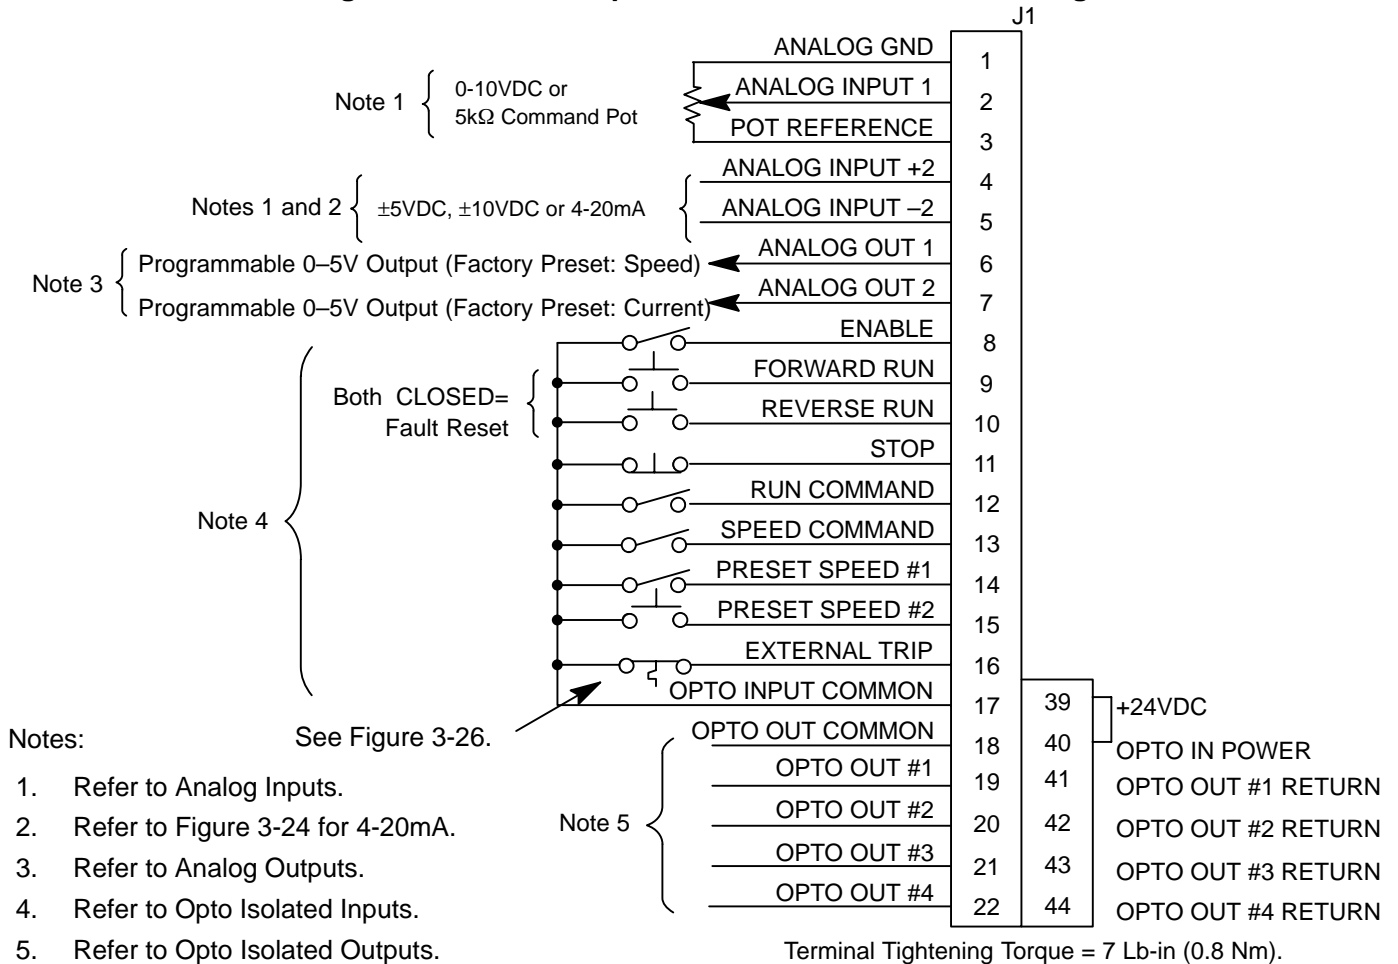 J1
ANALOG GND 1
Note 1 0-10VDC or
5kΩ Command Pot
ANALOG INPUT 1 2
POT REFERENCE 3
ANALOG INPUT +2 4
Notes 1 and 2 ±5VDC, ±10VDC or 4-20mA
ANALOG INPUT –2 5
ANALOG OUT 1 6
Note 3 Programmable 0–5V Output (Factory Preset: Speed)
ANALOG OUT 2 7
Programmable 0–5V Output (Factory Preset: Current)
ENABLE 8
FORWARD RUN 9
Both CLOSED=
Fault Reset
REVERSE RUN 10
STOP 11
RUN COMMAND 12
Note 4
SPEED COMMAND 13
PRESET SPEED #1 14
PRESET SPEED #2 15
EXTERNAL TRIP 16
OPTO INPUT COMMON 17
39 +24VDC
See Figure 3-26.
OPTO OUT COMMON 18
40 OPTO IN POWER
OPTO OUT #1 19
41 OPTO OUT #1 RETURN
Note 5
OPTO OUT #2 20
42 OPTO OUT #2 RETURN
OPTO OUT #3 21
43 OPTO OUT #3 RETURN
OPTO OUT #4 22
44 OPTO OUT #4 RETURN
Notes:
1. Refer to Analog Inputs.
2. Refer to Figure 3-24 for 4-20mA.
3. Refer to Analog Outputs.
4. Refer to Opto Isolated Inputs.
5. Refer to Opto Isolated Outputs.
Terminal Tightening Torque = 7 Lb-in (0.8 Nm).